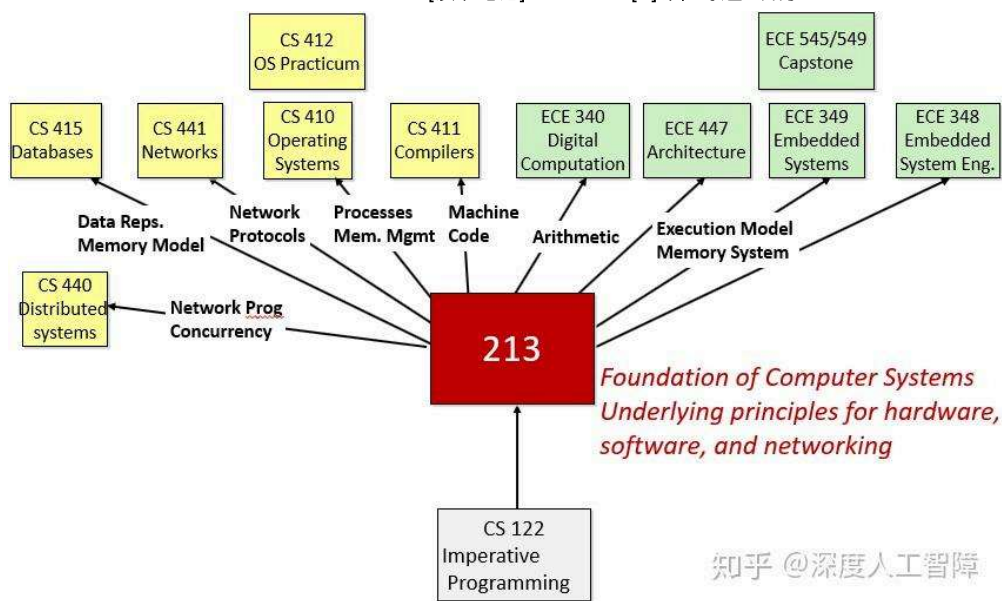 CS 412
OS Practicum
ECE 545/549
Capstone
CS 415
Databases
CS 441
Networks
CS 410
Operating
Systems
CS 411
Compilers
ECE 340
Digital
Computation
ECE 447
Architecture
ECE 349
Embedded
Systems
ECE 348
Embedded
System Eng.
Data Reps.
Memory Model
Network
Protocols
Processes
Mem. Mgmt
Machine
Code
Arithmetic
Execution Model
Memory System
CS 440
Distributed
systems
Network Prog
Concurrency
213
Foundation of Computer Systems
Underlying principles for hardware,
software, and networking
CS 122
Imperative
Programming
知乎 @深度人工智障